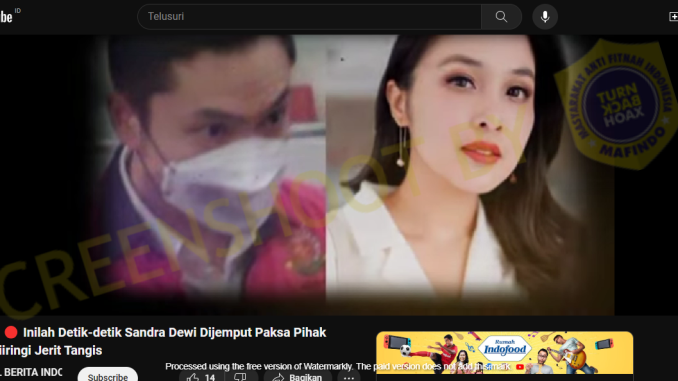 be ID
Telusuri
MASYARAKAT ANTI FITNAH INDONESIA
TURN
BACK
HOAX
MAFINDO
CREENSHOOT
Inilah Detik-detik Sandra Dewi Dijemput Paksa Pihak
iiringi Jerit Tangis
Rumah
Indofood
BERITA INDO
Subscribe
14
Bagikan
Processed using the free version of Watermarkly. The paid version does not add this mark.